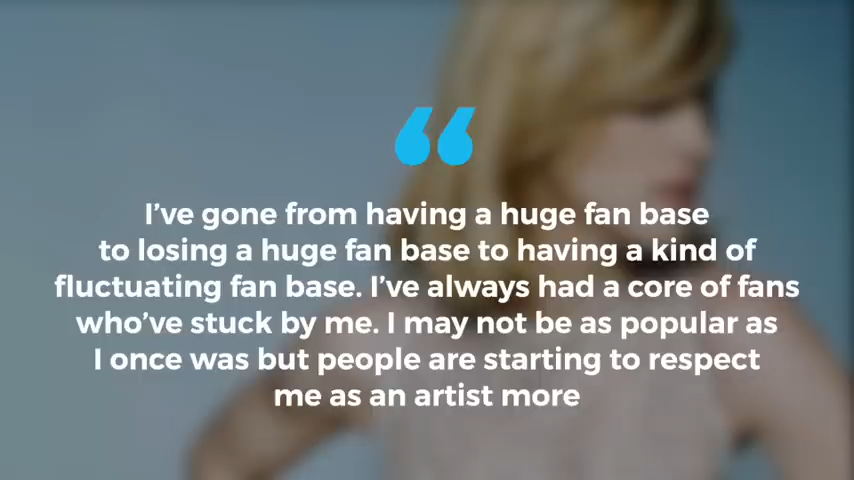 “
I’ve gone from having a huge fan base
to losing a huge fan base to having a kind of
fluctuating fan base. I’ve always had a core of fans
who’ve stuck by me. I may not be as popular as
I once was but people are starting to respect
me as an artist more